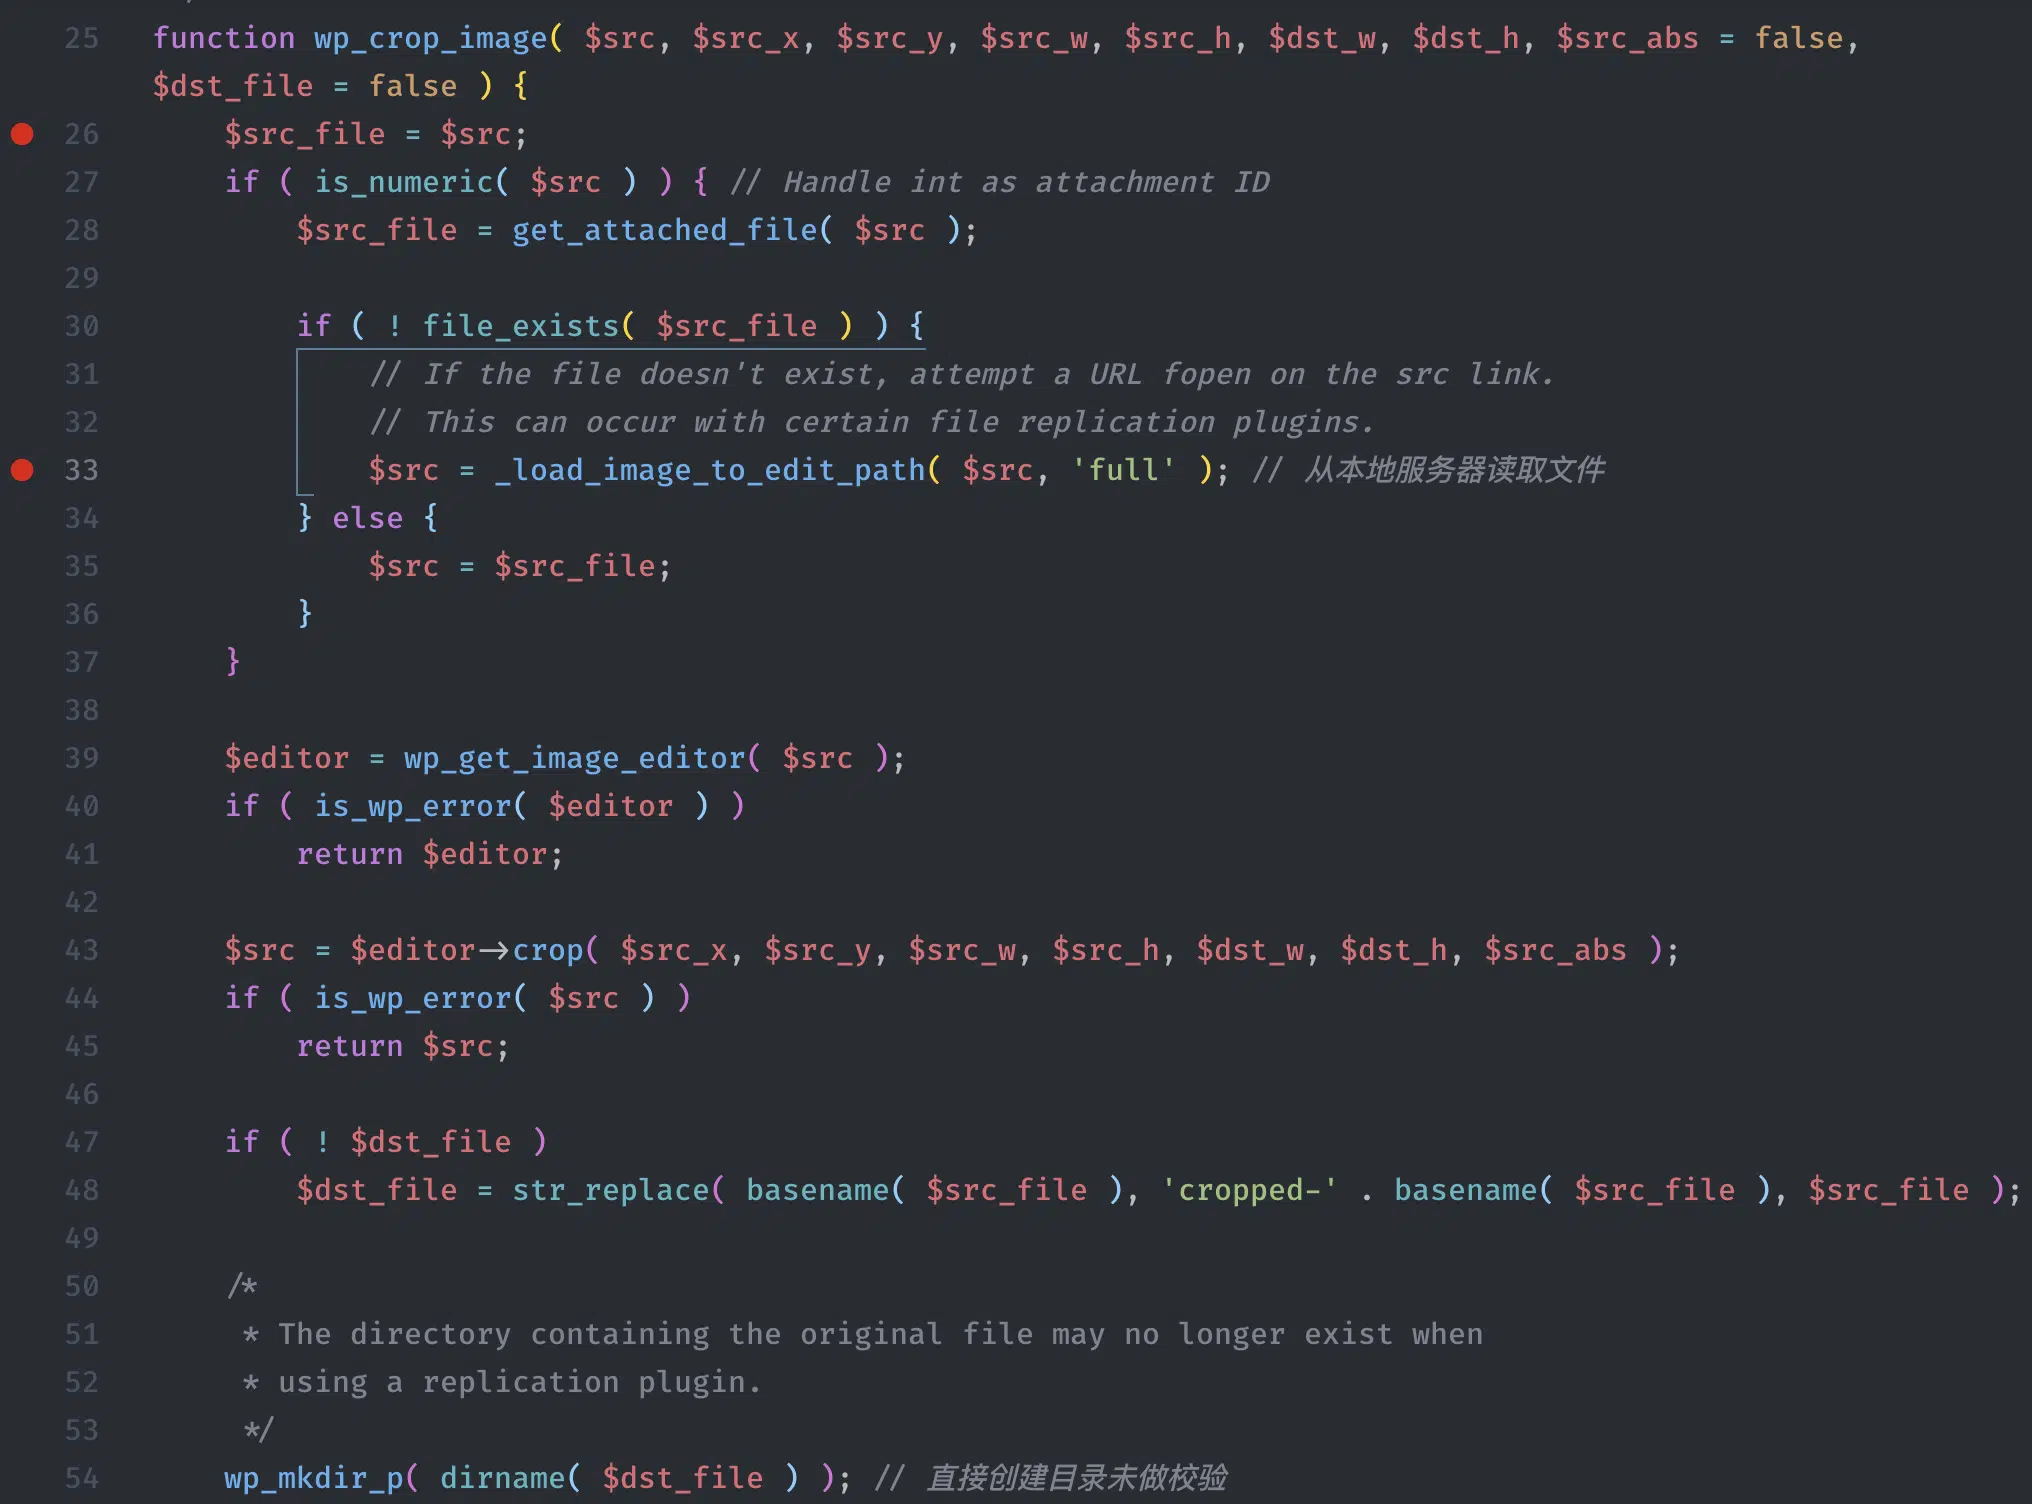 25 function wp_crop_image( $src, $src_x, $src_y, $src_w, $src_h, $dst_w, $dst_h, $src_abs = false,
$dst_file = false ) {
26 $src_file = $src;
27 if ( is_numeric( $src ) ) { // Handle int as attachment ID
28 $src_file = get_attached_file( $src );
29
30 if ( ! file_exists( $src_file ) ) {
31 // If the file doesn't exist, attempt a URL fopen on the src link.
32 // This can occur with certain file replication plugins.
33 $src = _load_image_to_edit_path( $src, 'full' ); // 从本地服务器读取文件
34 } else {
35 $src = $src_file;
36 }
37 }
38
39 $editor = wp_get_image_editor( $src );
40 if ( is_wp_error( $editor ) )
41 return $editor;
42
43 $src = $editor->crop( $src_x, $src_y, $src_w, $src_h, $dst_w, $dst_h, $src_abs );
44 if ( is_wp_error( $src ) )
45 return $src;
46
47 if ( ! $dst_file )
48 $dst_file = str_replace( basename( $src_file ), 'cropped-' . basename( $src_file ), $src_file );
49
50 /*
51 * The directory containing the original file may no longer exist when
52 * using a replication plugin.
53 */
54 wp_mkdir_p( dirname( $dst_file ) ); // 直接创建目录未做校验